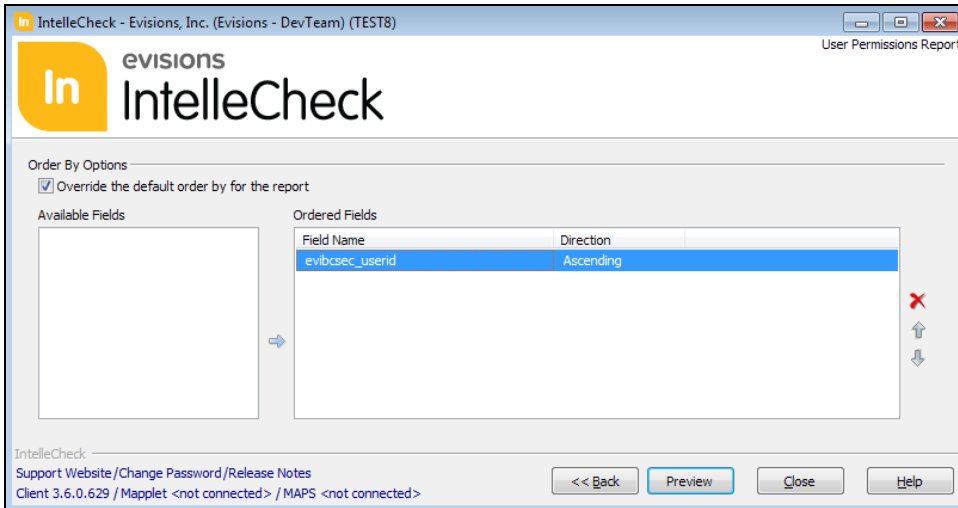 In IntelleCheck - Evisions, Inc. (Evisions - DevTeam) (TEST8)
User Permissions Report
In
evisions
IntelleCheck
Order By Options
Override the default order by for the report
Available Fields
Ordered Fields
Field Name Direction
evibcsec_userid Ascending
IntelleCheck
Support Website/Change Password/Release Notes
Client 3.6.0.629 / Mapplet <not connected> / MAPS <not connected>
<< Back Preview Close Help